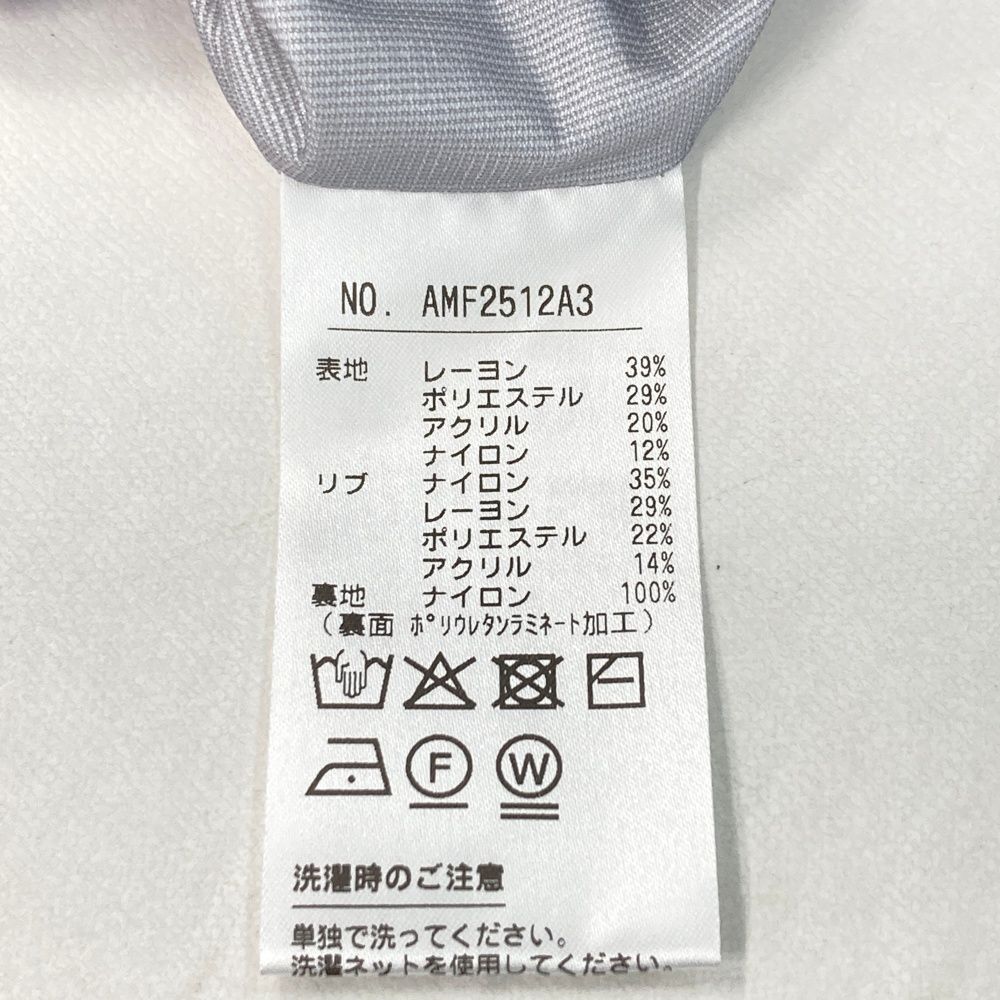 NO. AMF2512A3
表地 レーヨン 39%
ポリエステル 29%
アクリル 20%
ナイロン 12%
リブ ナイロン 35%
レーヨン 29%
ポリエステル 22%
アクリル 14%
裏地 ナイロン 100%
(裏面 ﾎﾟﾘｳﾚﾀﾝﾗﾐﾈｰﾄ加工)
F W
洗濯時のご注意
単独で洗ってください。
洗濯ネットを使用してください。